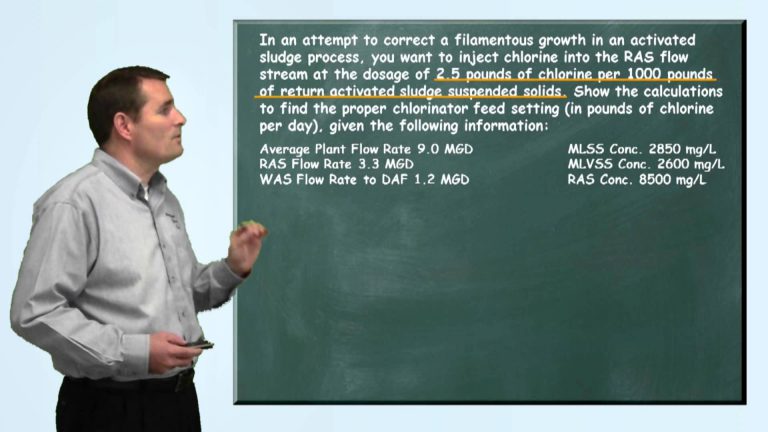 In an attempt to correct a filamentous growth in an activated
sludge process, you want to inject chlorine into the RAS flow
stream at the dosage of 2.5 pounds of chlorine per 1000 pounds
of return activated sludge suspended solids. Show the calculations
to find the proper chlorinator feed setting (in pounds of chlorine
per day), given the following information:
Average Plant Flow Rate 9.0 MGD
RAS Flow Rate 3.3 MGD
WAS Flow Rate to DAF 1.2 MGD
MLSS Conc. 2850 mg/L
MLVSS Conc. 2600 mg/L
RAS Conc. 8500 mg/L